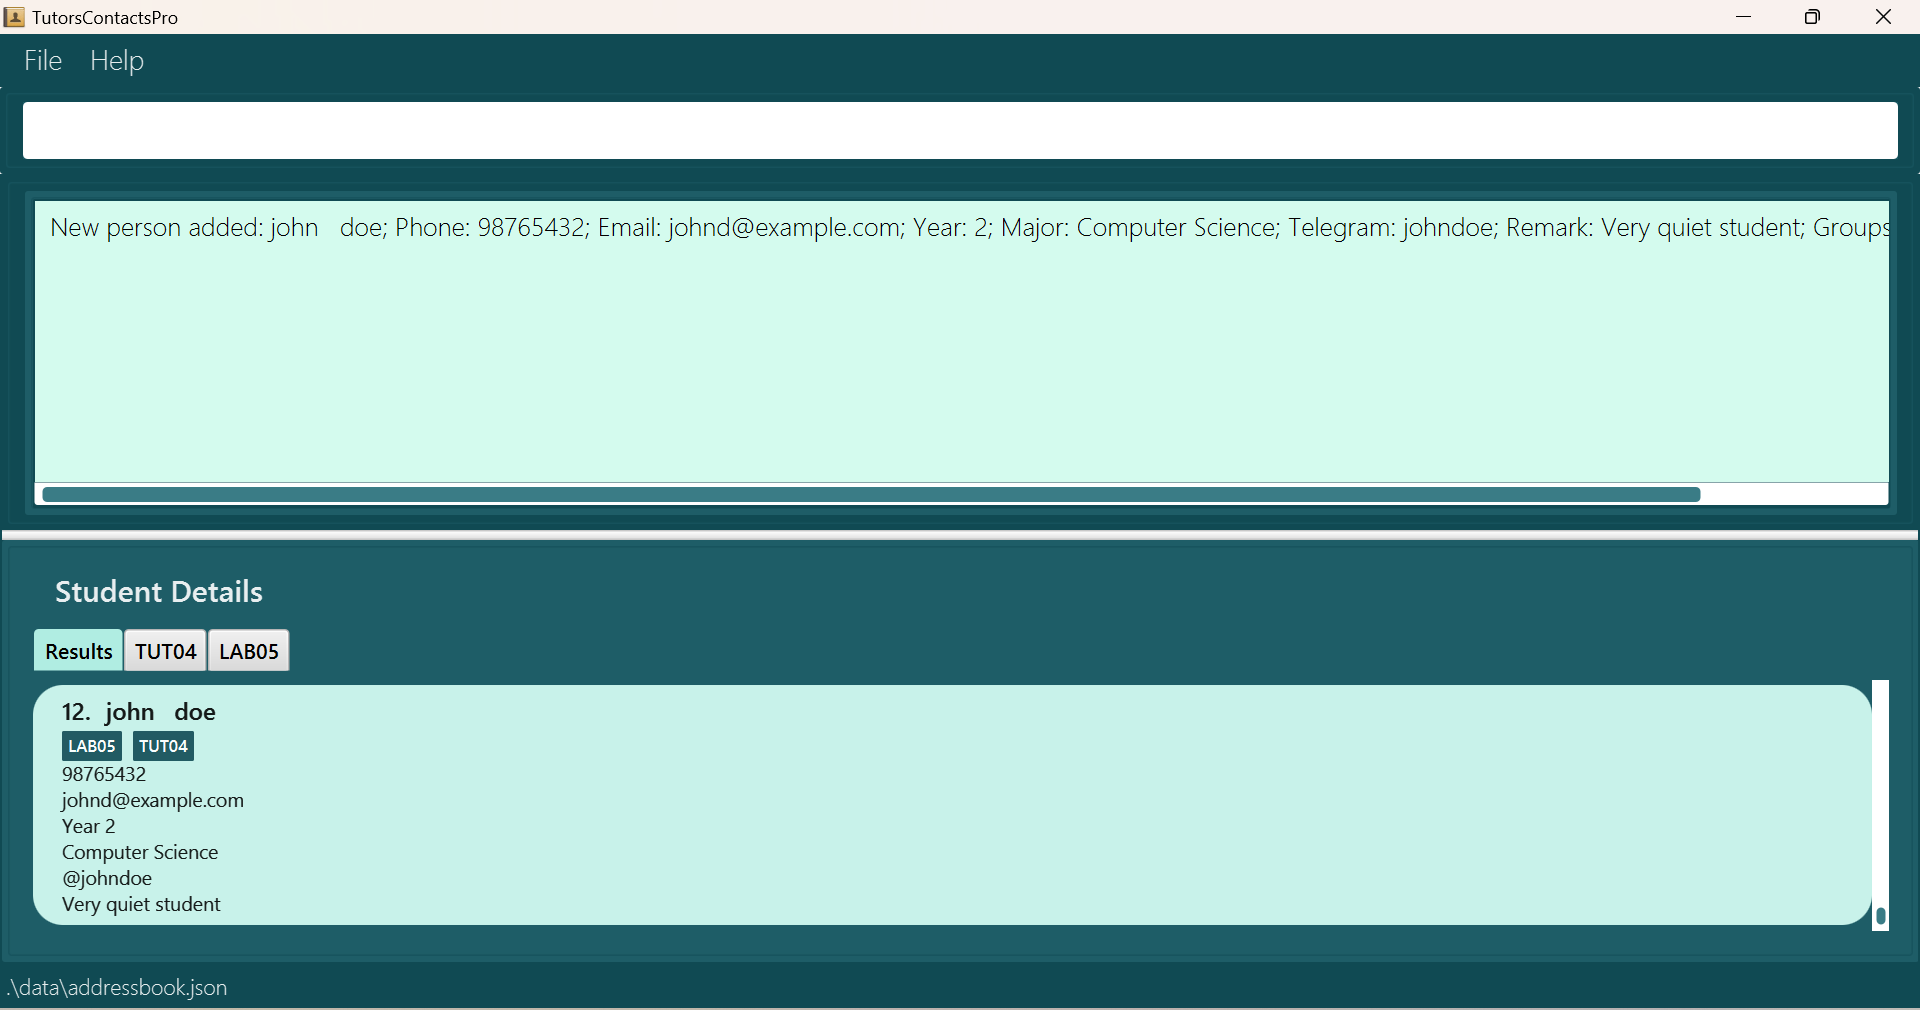 TutorsContactsPro
File Help
New person added: john   doe; Phone: 98765432; Email: johnd@example.com; Year: 2; Major: Computer Science; Telegram: johndoe; Remark: Very quiet student; Groups
Student Details
Results TUT04 LAB05
12. john   doe
LAB05 TUT04
98765432
johnd@example.com
Year 2
Computer Science
@johndoe
Very quiet student
.\data\addressbook.json